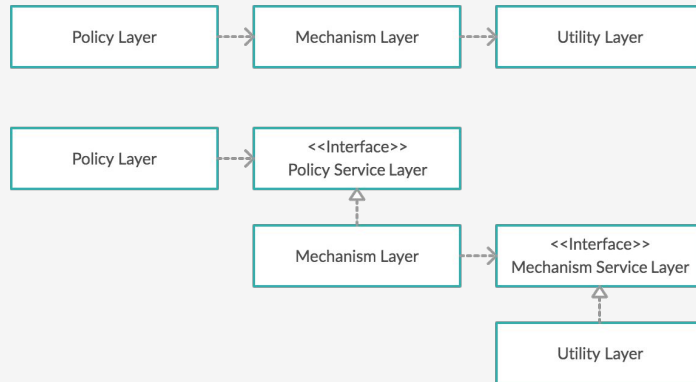 Policy Layer
Mechanism Layer
Utility Layer
Policy Layer
<<Interface>>
Policy Service Layer
Mechanism Layer
<<Interface>>
Mechanism Service Layer
Utility Layer